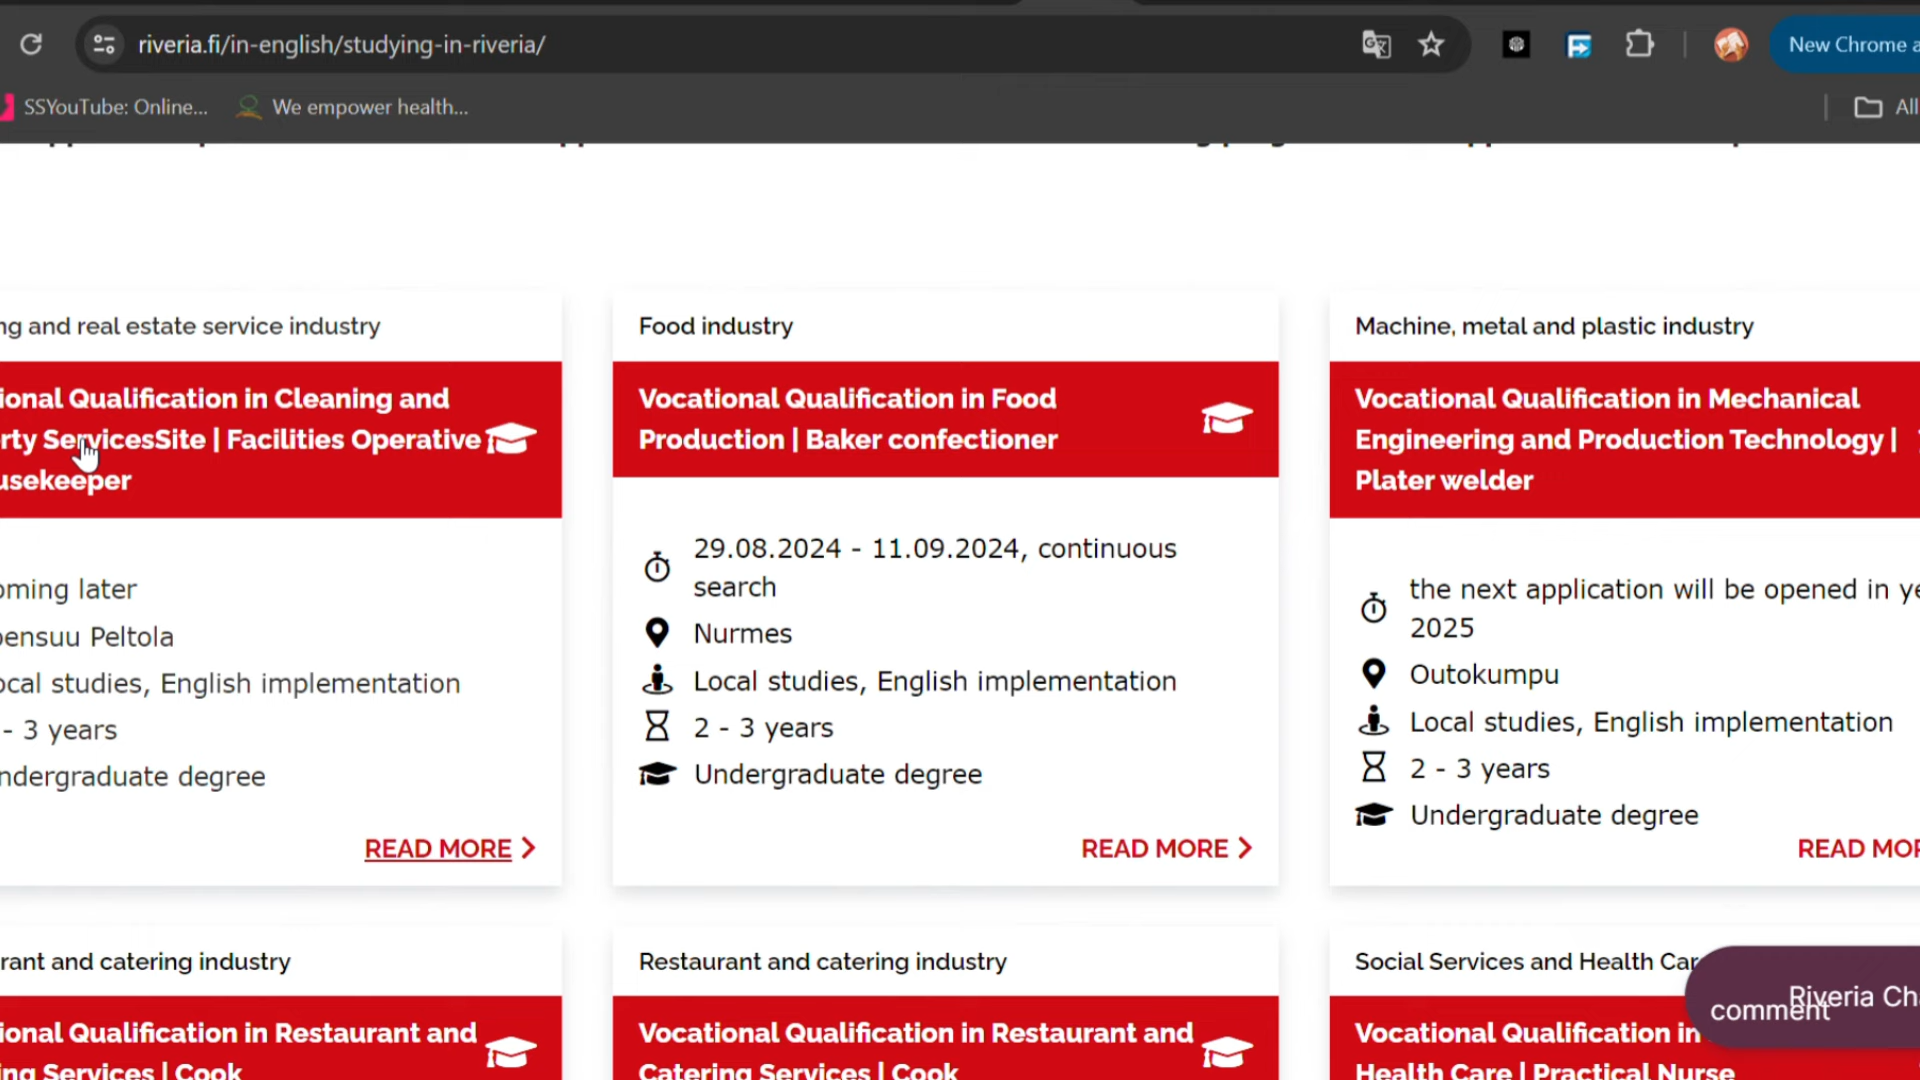 riveria.fi/in-english/studying-in-riveria/
New Chrome a
SSYouTube: Online...
We empower health...
All
ng and real estate service industry
ional Qualification in Cleaning and
rty ServicesSite | Facilities Operative
usekeeper
oming later
oensuu Peltola
ocal studies, English implementation
- 3 years
ndergraduate degree
READ MORE
Food industry
Vocational Qualification in Food
Production | Baker confectioner
29.08.2024 - 11.09.2024, continuous
search
Nurmes
Local studies, English implementation
2 - 3 years
Undergraduate degree
READ MORE
Machine, metal and plastic industry
Vocational Qualification in Mechanical
Engineering and Production Technology |
Plater welder
the next application will be opened in ye
2025
Outokumpu
Local studies, English implementation
2 - 3 years
Undergraduate degree
READ MOR
rant and catering industry
ional Qualification in Restaurant and
ng Services | Cook
Restaurant and catering industry
Vocational Qualification in Restaurant and
Catering Services | Cook
Social Services and Health Car
Vocational Qualification in
Health Care | Practical Nurse
Riveria Cha
comment